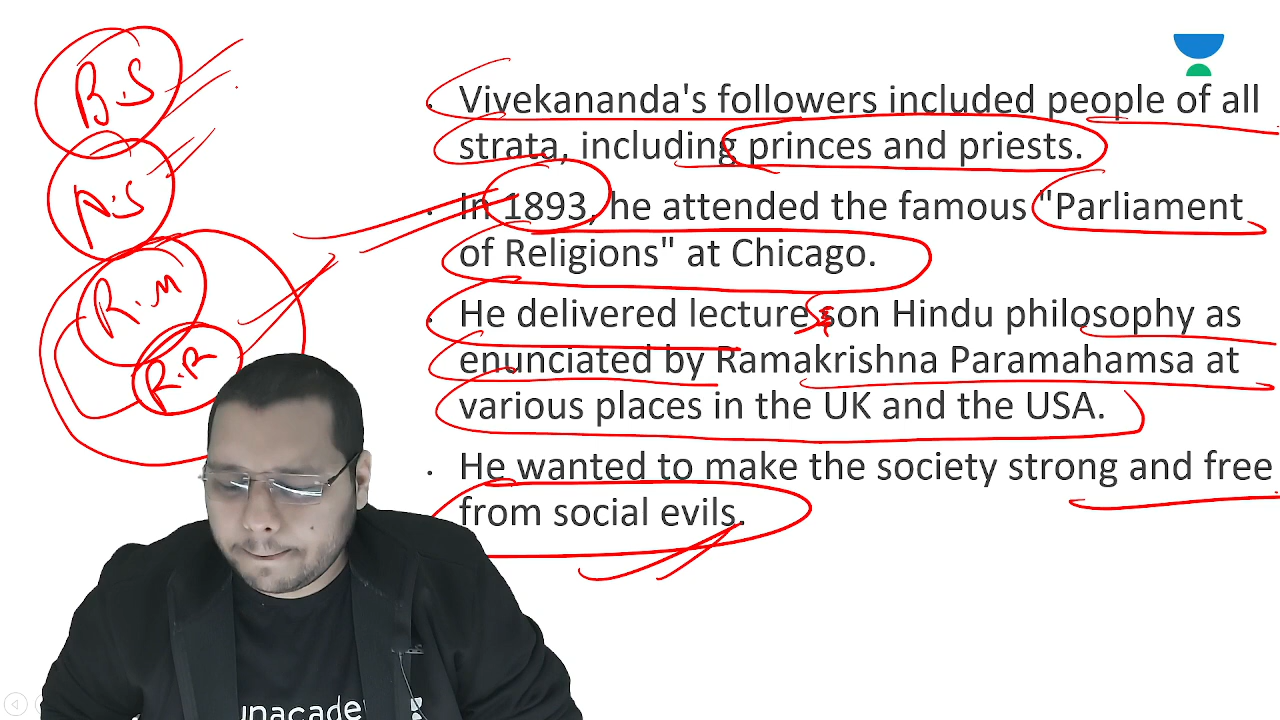 B.S
A.S
R.M
R.R
. Vivekananda's followers included people of all
strata, including princes and priests.
. In 1893, he attended the famous "Parliament
of Religions" at Chicago.
. He delivered lecture son Hindu philosophy as
enunciated by Ramakrishna Paramahamsa at
various places in the UK and the USA.
. He wanted to make the society strong and free
from social evils.
unacade